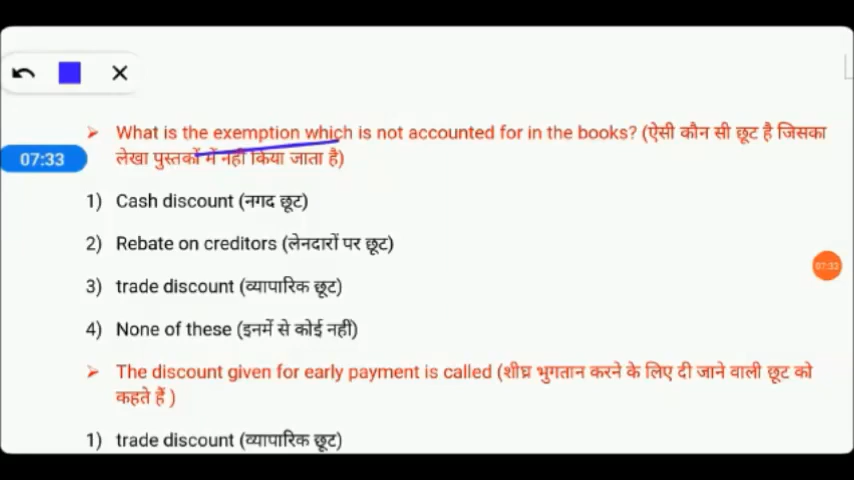 ➢ What is the exemption which is not accounted for in the books? (ऐसी कौन सी छूट है जिसका
07:33
लेखा पुस्तकों में नहीं किया जाता है)
1) Cash discount (नगद छूट)
2) Rebate on creditors (लेनदारों पर छूट)
07:33
3) trade discount (व्यापारिक छूट)
4) None of these (इनमें से कोई नहीं)
➢ The discount given for early payment is called (शीघ्र भुगतान करने के लिए दी जाने वाली छूट को
कहते हैं )
1) trade discount (व्यापारिक छूट)